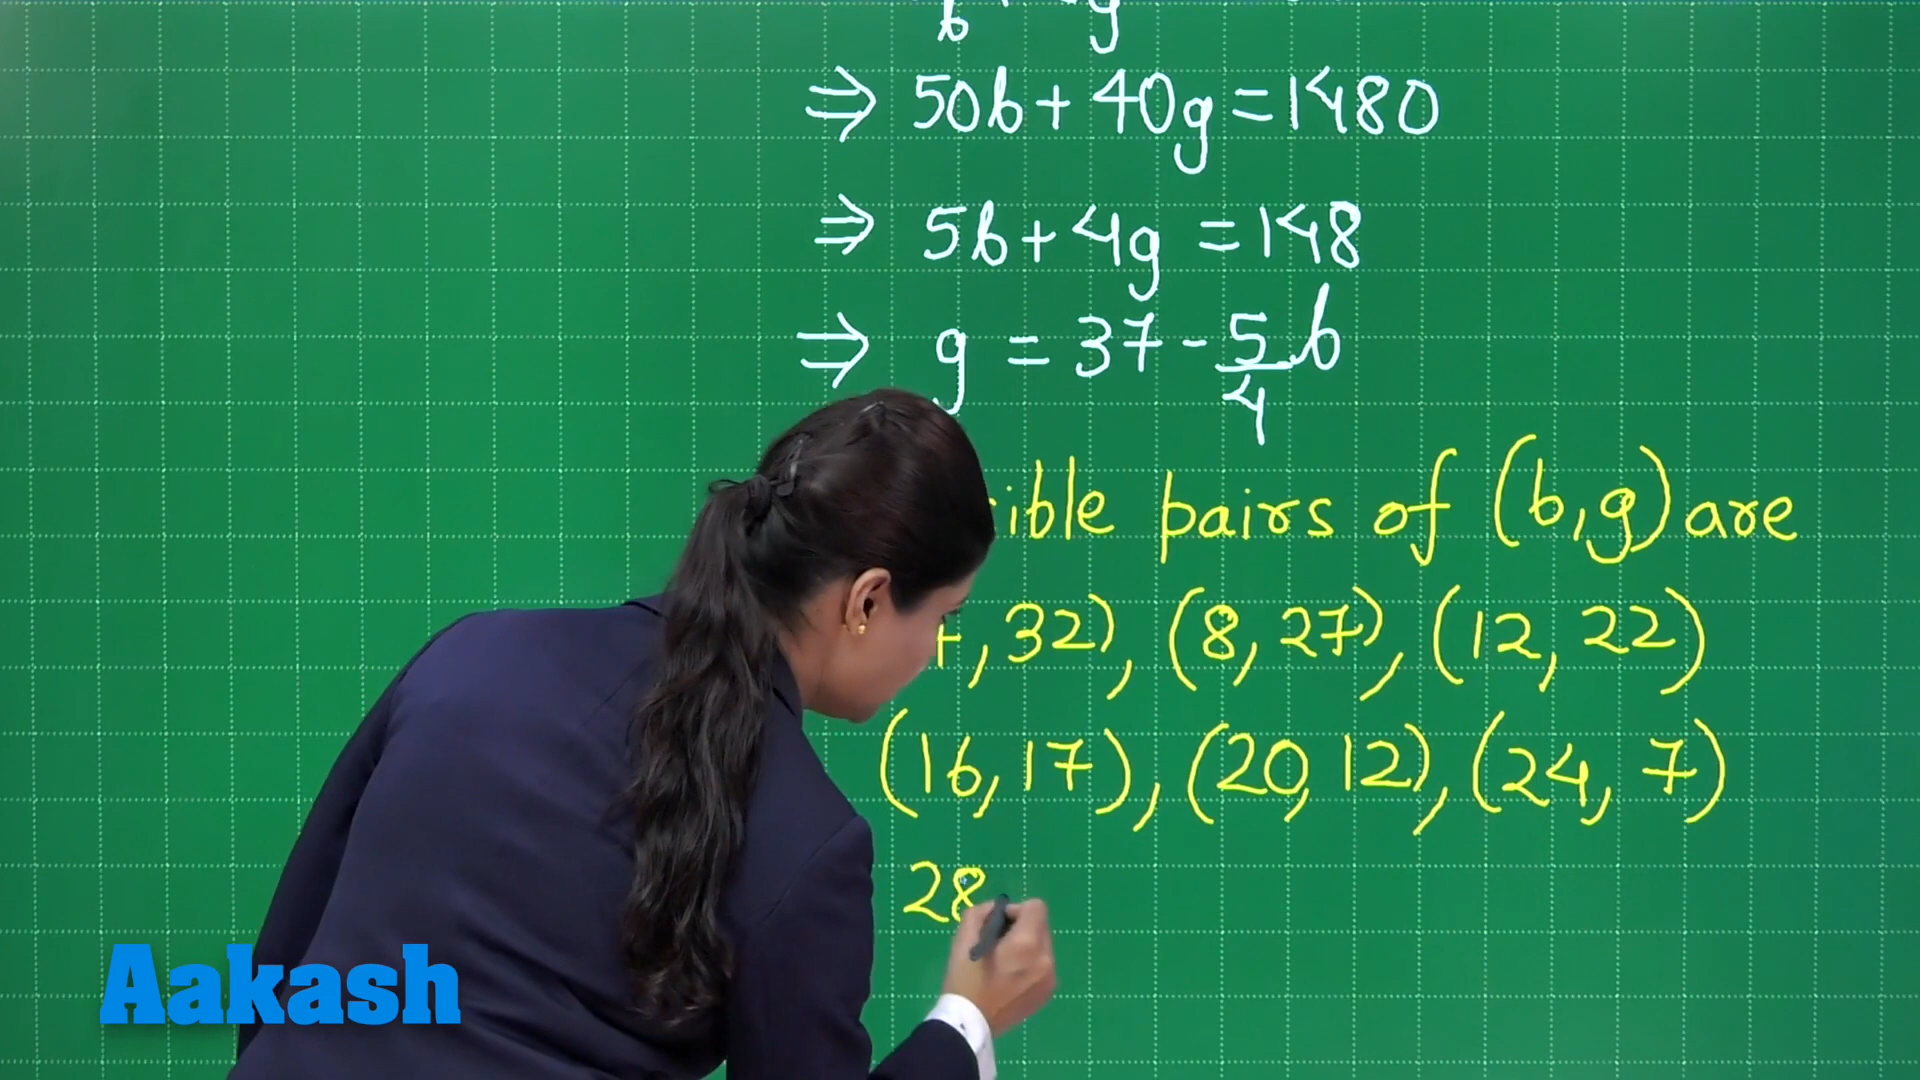 b g
⇒ 50b + 40g = 1480
⇒ 5b + 4g = 148
⇒ g = 37 - 5/4 b
pairs of (b, g) are
, 32), (8, 27), (12, 22)
(16, 17), (20, 12), (24, 7)
28
Aakash